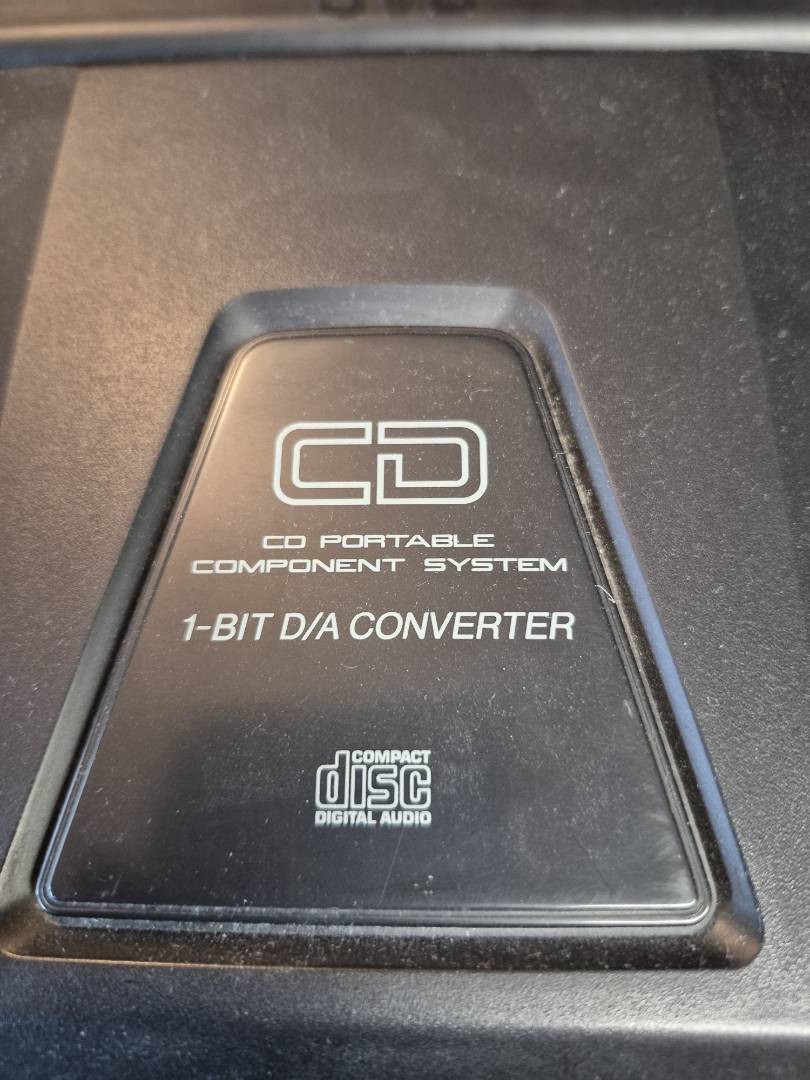 CD
CD PORTABLE
COMPONENT SYSTEM
1-BIT D/A CONVERTER
COMPACT
disc
DIGITAL AUDIO